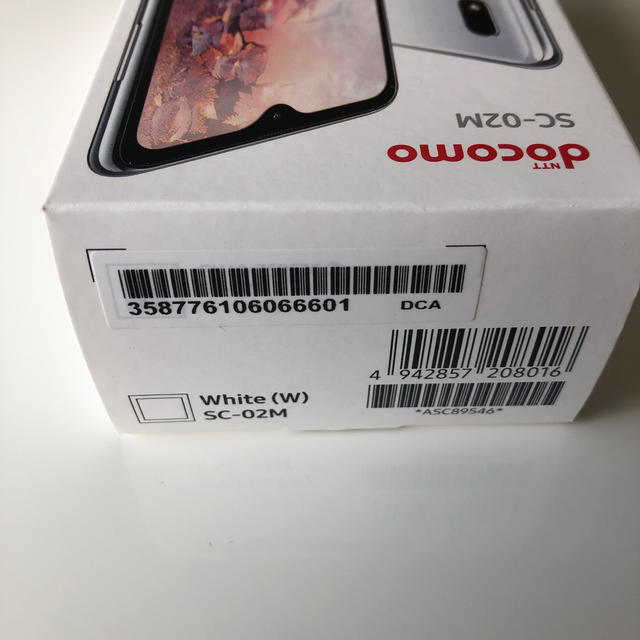 SC-02M
NTT
docomo
358776106066601 DCA
4 942857 208016
White (W)
SC-02M
*ASC89546*